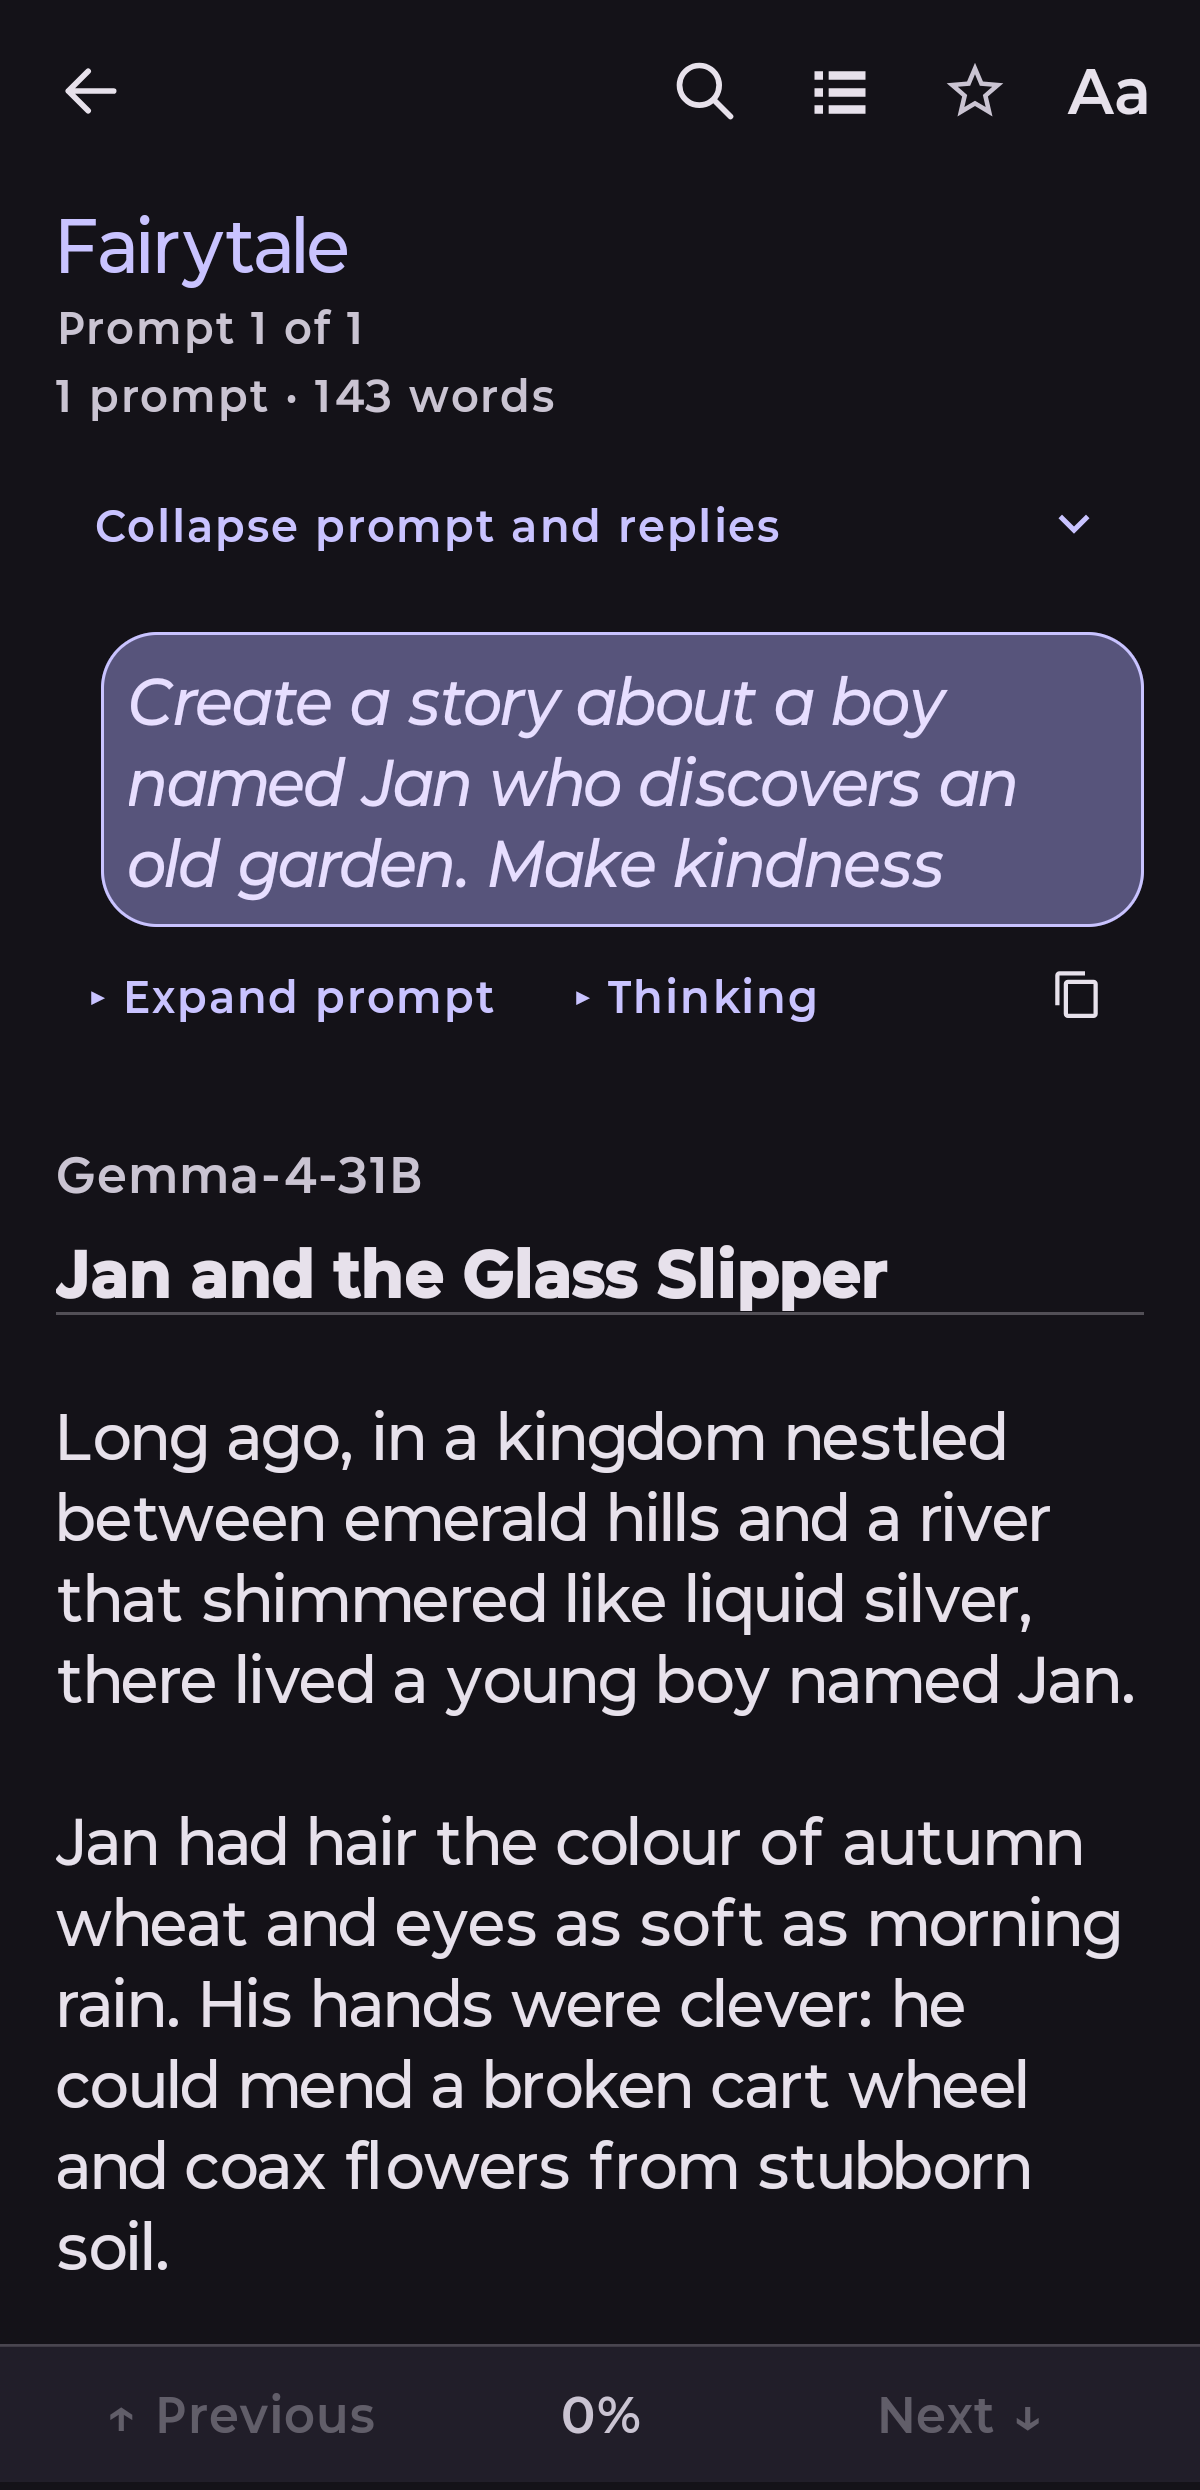 Aa
Fairytale
Prompt 1 of 1
1 prompt · 143 words
Collapse prompt and replies
Create a story about a boy
named Jan who discovers an
old garden. Make kindness
▸ Expand prompt ▸ Thinking
Gemma-4-31B
Jan and the Glass Slipper
Long ago, in a kingdom nestled
between emerald hills and a river
that shimmered like liquid silver,
there lived a young boy named Jan.
Jan had hair the colour of autumn
wheat and eyes as soft as morning
rain. His hands were clever: he
could mend a broken cart wheel
and coax flowers from stubborn
soil.
↑ Previous 0% Next ↓